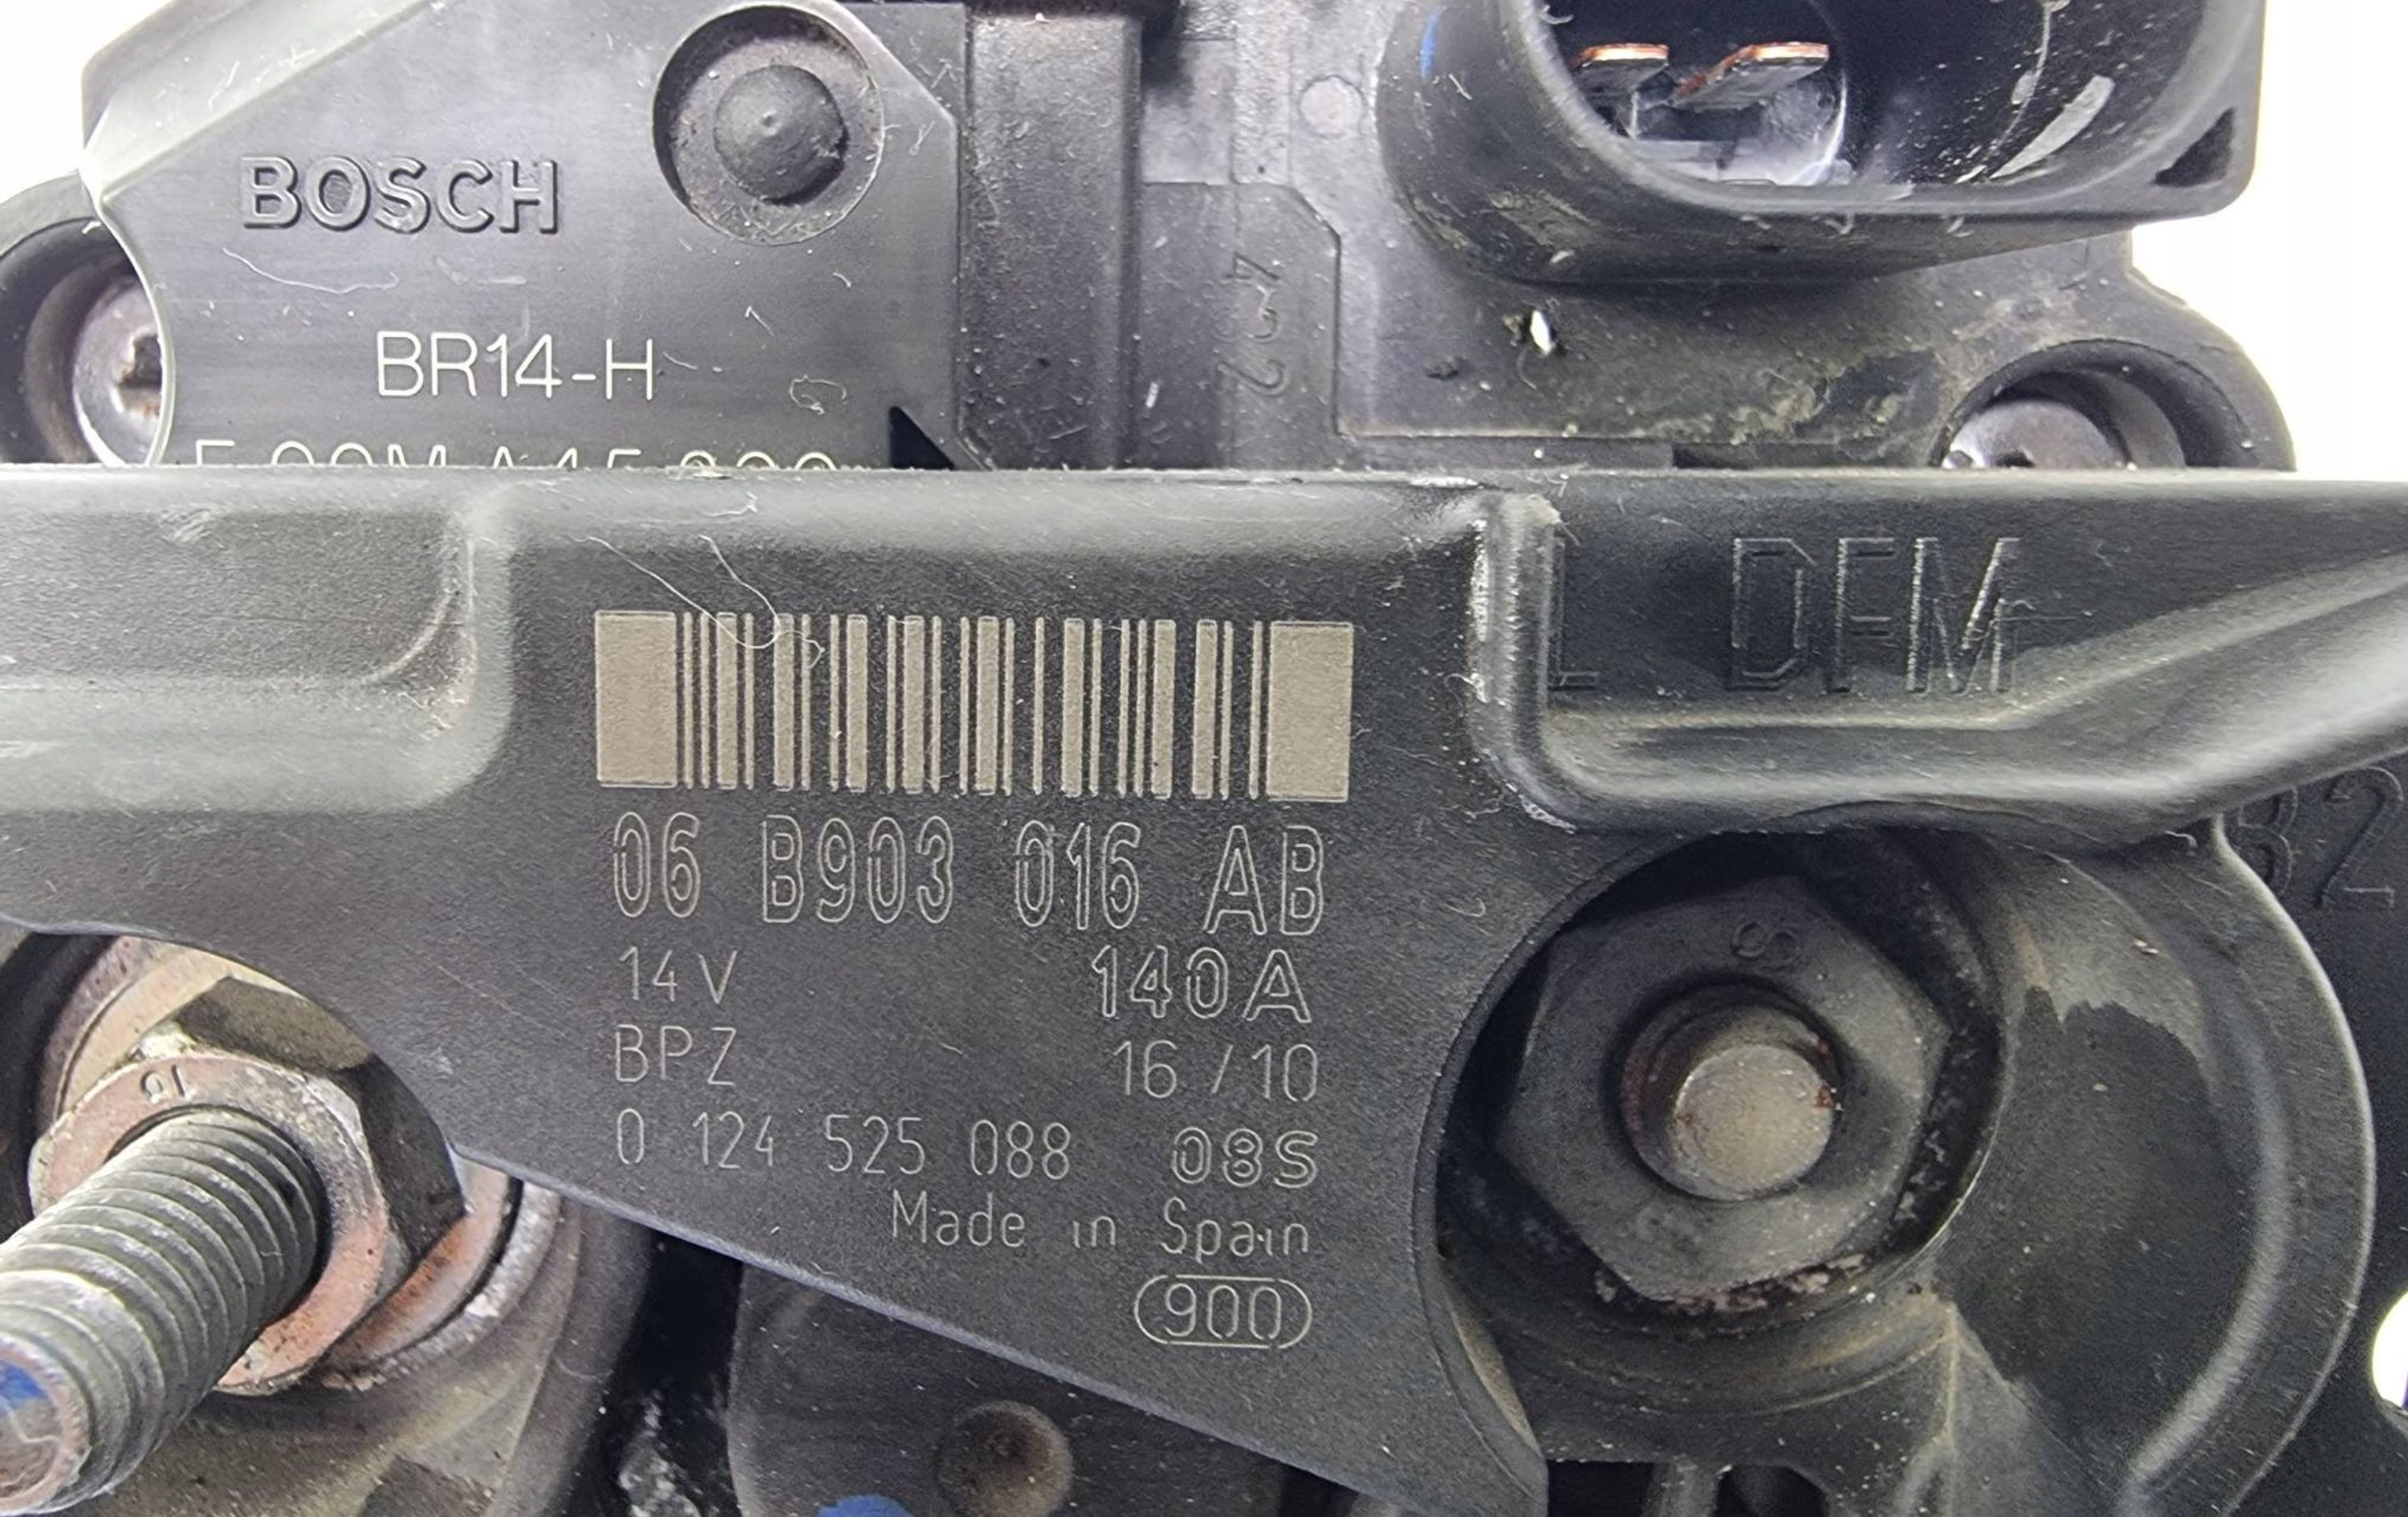 BOSCH
BR14-H
432
L DFM
06 B903 016 AB
14V 140A
BPZ 16/10
0 124 525 088 08S
Made in Spain
900